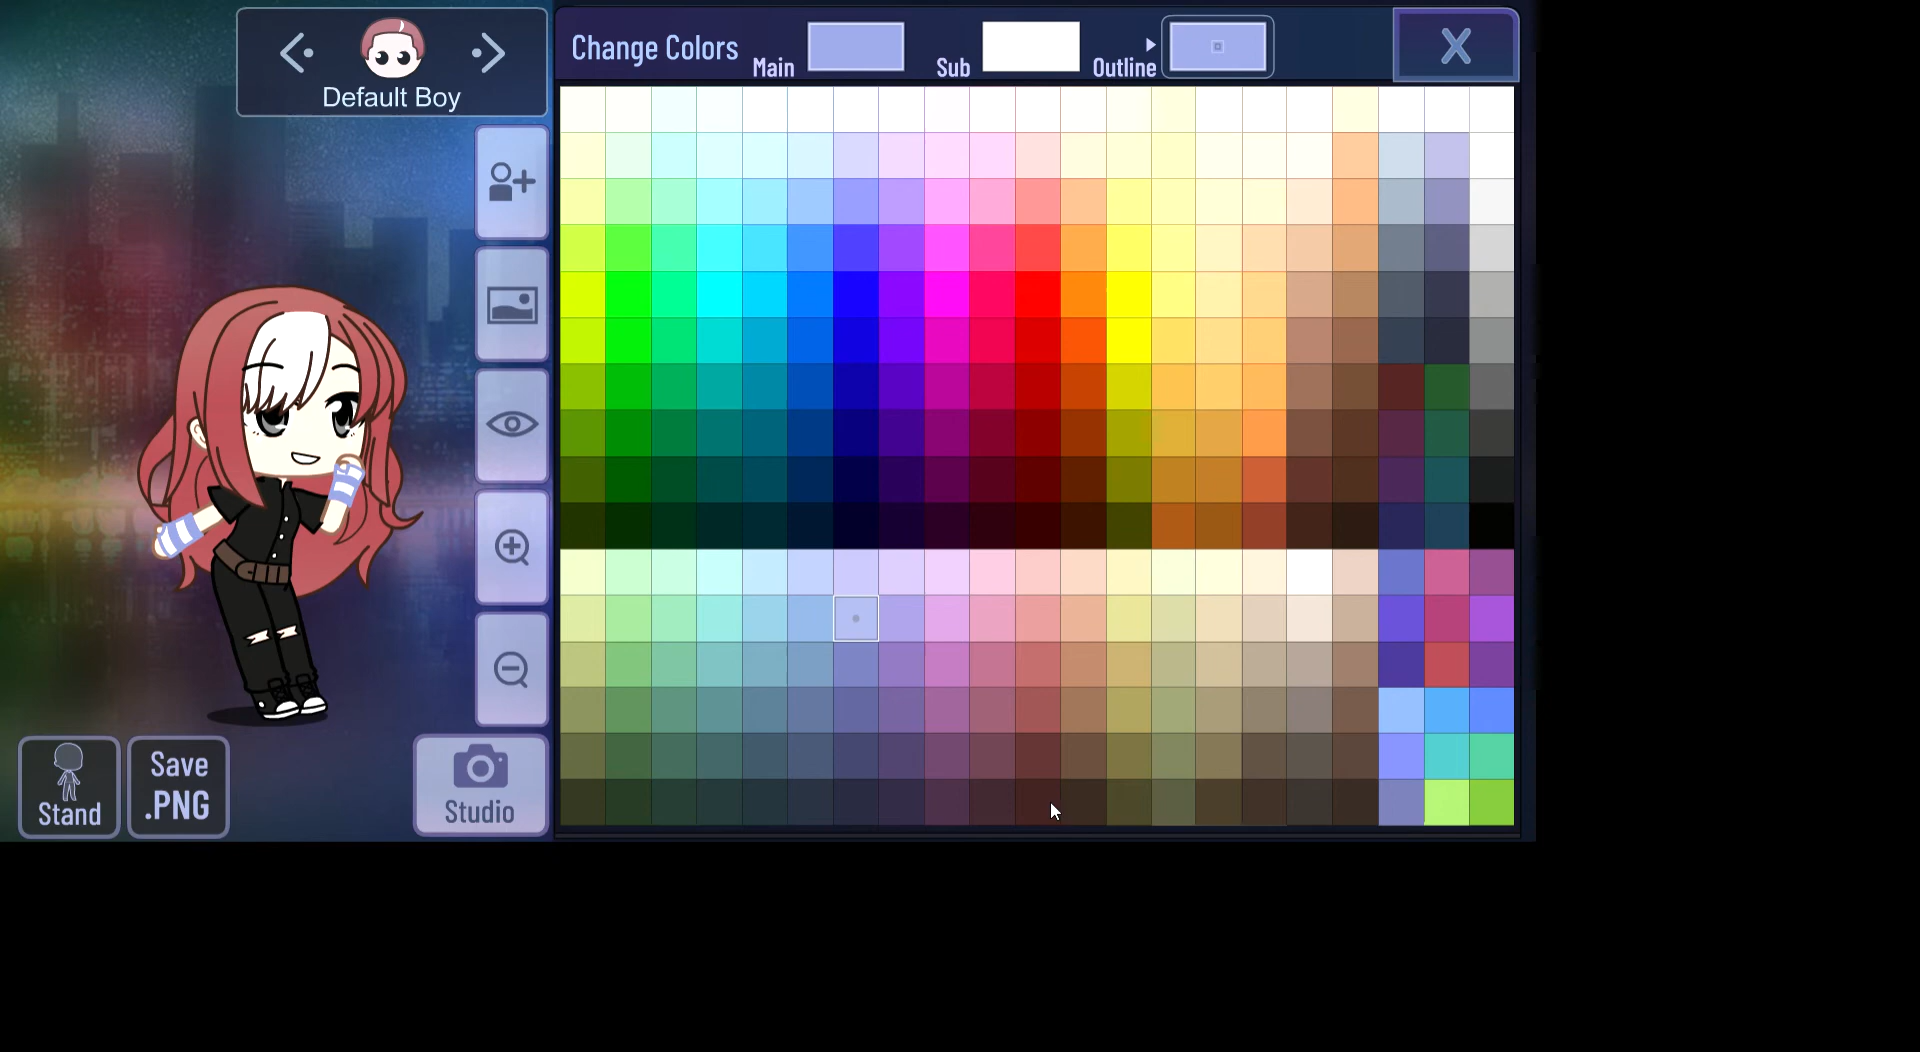 Default Boy
Change Colors
Main
Sub
Outline
X
Stand
Save
.PNG
Studio